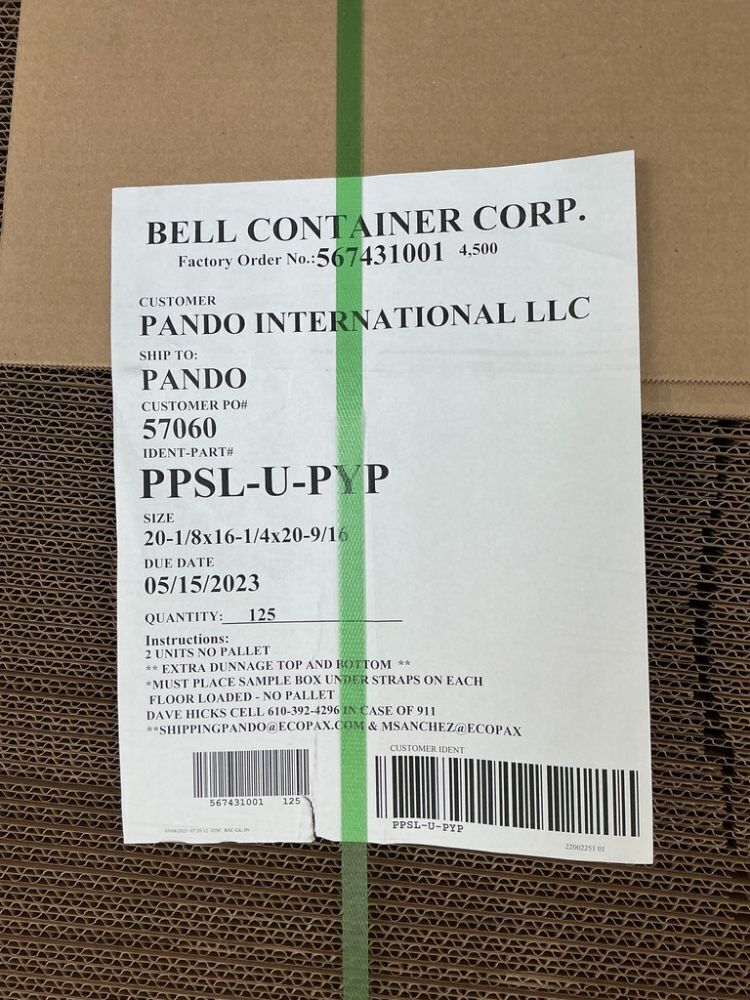 BELL CONTAINER CORP.
Factory Order No.:567431001 4,500
CUSTOMER
PANDO INTERNATIONAL LLC
SHIP TO:
PANDO
CUSTOMER PO#
57060
IDENT-PART#
PPSL-U-PYP
SIZE
20-1/8x16-1/4x20-9/16
DUE DATE
05/15/2023
QUANTITY: 125
Instructions:
2 UNITS NO PALLET
** EXTRA DUNNAGE TOP AND BOTTOM **
*MUST PLACE SAMPLE BOX UNDER STRAPS ON EACH
FLOOR LOADED - NO PALLET
DAVE HICKS CELL 610-392-4296 IN CASE OF 911
**SHIPPINGPANDO@ECOPAX.COM & MSANCHEZ@ECOPAX
CUSTOMER IDENT
567431001 125
PPSL-U-PYP
22002251/01